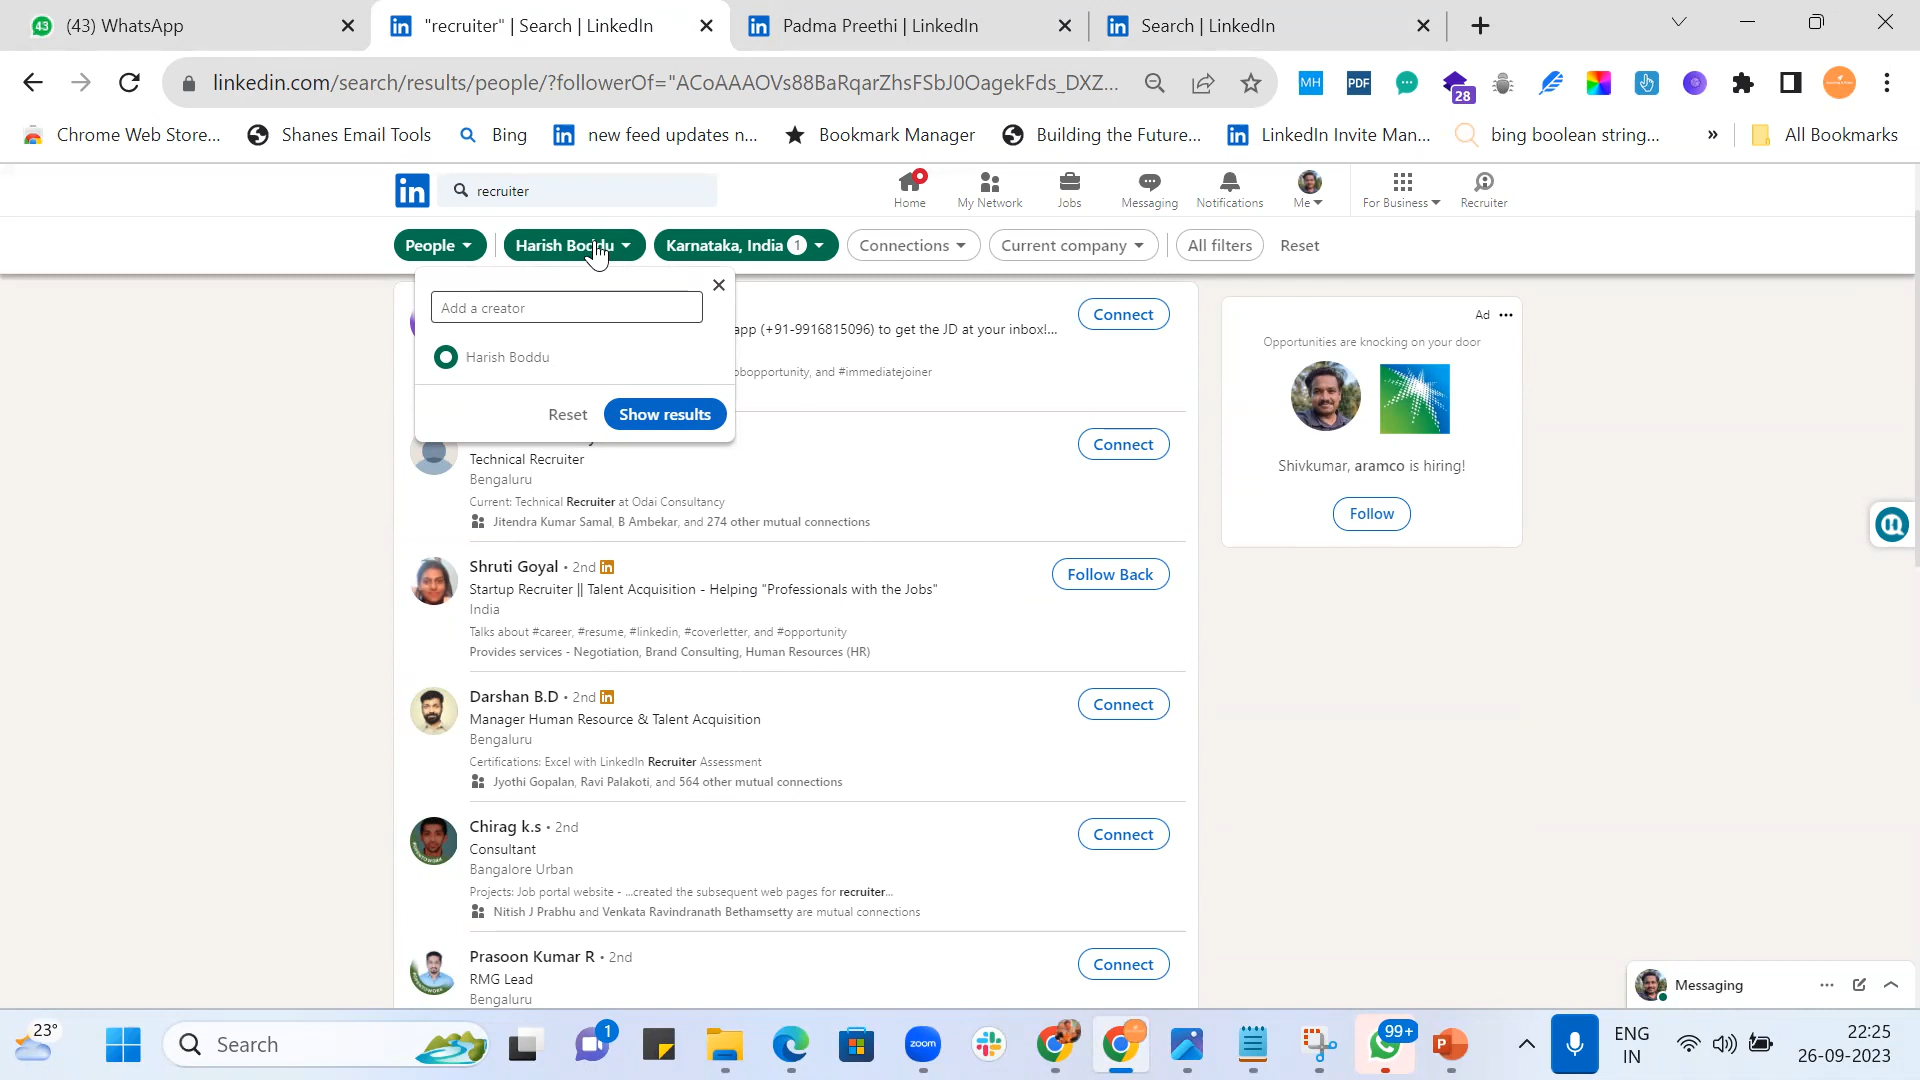 43 (43) WhatsApp
"recruiter" | Search | LinkedIn
Padma Preethi | LinkedIn
Search | LinkedIn
linkedin.com/search/results/people/?followerOf="ACoAAAOVs88BaRqarZhsFSbJ0OagekFds_DXZ...
MH
PDF
28
Chrome Web Store...
Shanes Email Tools
Bing
new feed updates n...
Bookmark Manager
Building the Future...
LinkedIn Invite Man...
bing boolean string...
»
All Bookmarks
in
recruiter
Home
My Network
Jobs
Messaging
Notifications
Me
For Business
Recruiter
People
Harish Boddu
Karnataka, India 1
Connections
Current company
All filters
Reset
Add a creator
Harish Boddu
Reset
Show results
app (+91-9916815096) to get the JD at your inbox!...
Connect
obopportunity, and #immediatejoiner
Technical Recruiter
Connect
Bengaluru
Current: Technical Recruiter at Odai Consultancy
Jitendra Kumar Samal, B Ambekar, and 274 other mutual connections
Shruti Goyal • 2nd in
Startup Recruiter || Talent Acquisition - Helping "Professionals with the Jobs"
Follow Back
India
Talks about #career, #resume, #linkedin, #coverletter, and #opportunity
Provides services - Negotiation, Brand Consulting, Human Resources (HR)
Darshan B.D • 2nd in
Manager Human Resource & Talent Acquisition
Connect
Bengaluru
Certifications: Excel with LinkedIn Recruiter Assessment
Jyothi Gopalan, Ravi Palakoti, and 564 other mutual connections
Chirag k.s • 2nd
Consultant
Connect
Bangalore Urban
Projects: Job portal website - ...created the subsequent web pages for recruiter...
Nitish J Prabhu and Venkata Ravindranath Bethamsetty are mutual connections
Prasoon Kumar R • 2nd
RMG Lead
Connect
Bengaluru
Ad
Opportunities are knocking on your door
Shivkumar, aramco is hiring!
Follow
Messaging
23°
Search
1
zoom
99+
P
ENG
IN
22:25
26-09-2023